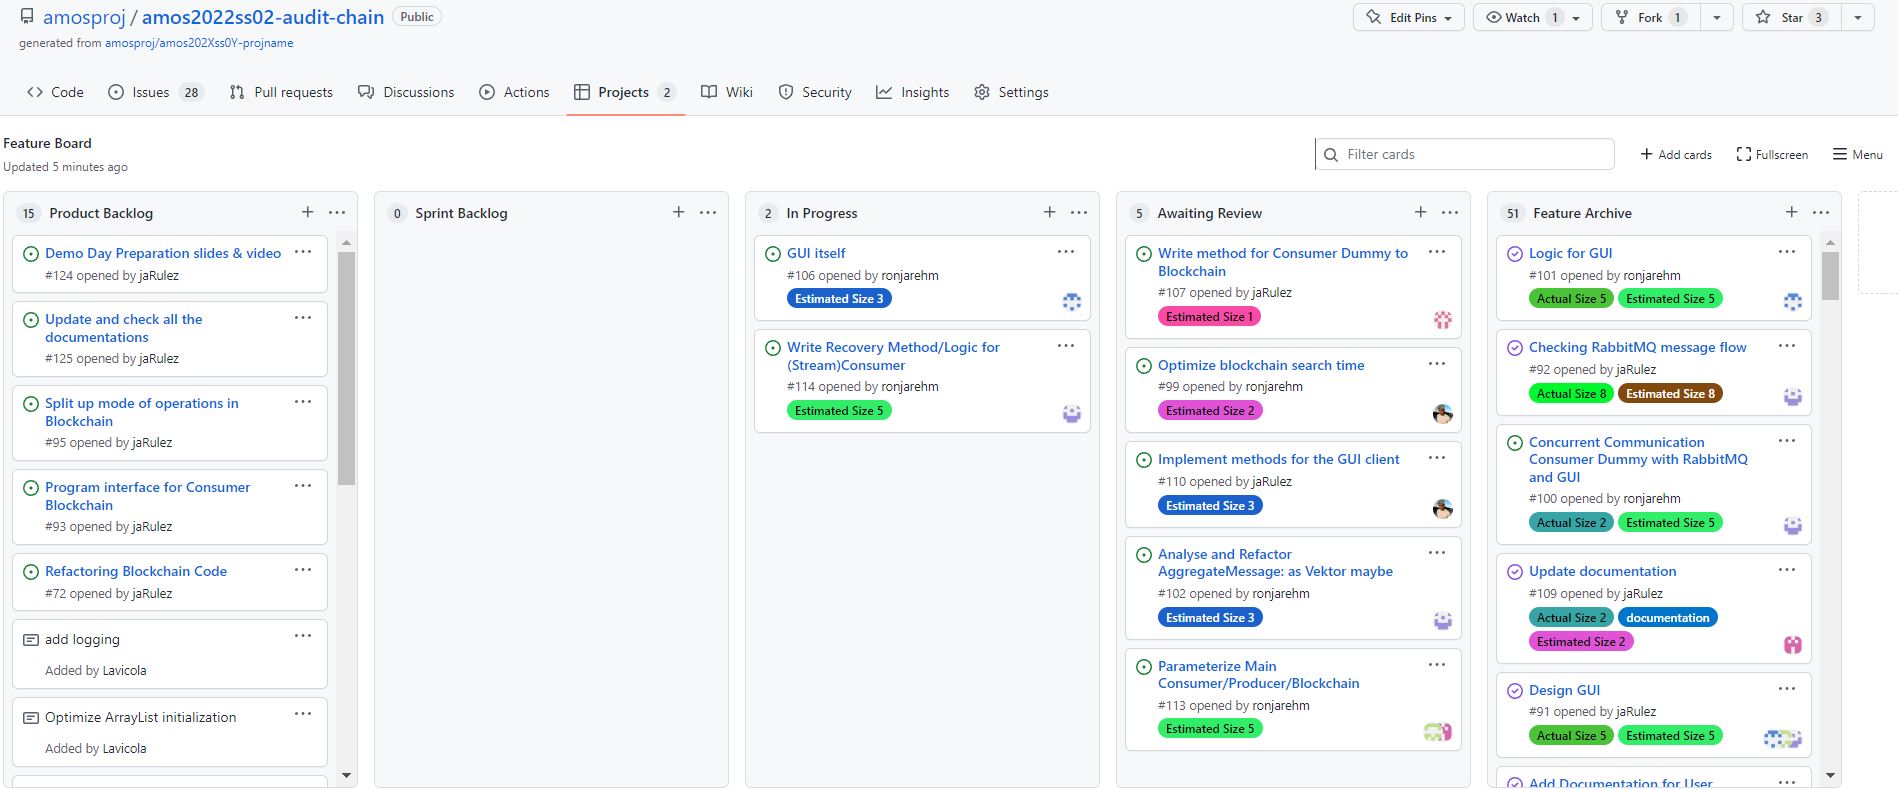 amosproj / amos2022ss02-audit-chain Public
Edit Pins Watch 1 Fork 1 Star 3
generated from amosproj/amos202Xss0Y-projname
Code Issues 28 Pull requests Discussions Actions Projects 2 Wiki Security Insights Settings
Feature Board
Updated 5 minutes ago
Filter cards
Add cards Fullscreen Menu
15 Product Backlog
Demo Day Preparation slides & video
#124 opened by jaRulez
Update and check all the
documentations
#125 opened by jaRulez
Split up mode of operations in
Blockchain
#95 opened by jaRulez
Program interface for Consumer
Blockchain
#93 opened by jaRulez
Refactoring Blockchain Code
#72 opened by jaRulez
add logging
Added by Lavicola
Optimize ArrayList initialization
Added by Lavicola
0 Sprint Backlog
2 In Progress
GUI itself
#106 opened by ronjarehm
Estimated Size 3
Write Recovery Method/Logic for
(Stream)Consumer
#114 opened by ronjarehm
Estimated Size 5
5 Awaiting Review
Write method for Consumer Dummy to
Blockchain
#107 opened by jaRulez
Estimated Size 1
Optimize blockchain search time
#99 opened by ronjarehm
Estimated Size 2
Implement methods for the GUI client
#110 opened by jaRulez
Estimated Size 3
Analyse and Refactor
AggregateMessage: as Vektor maybe
#102 opened by ronjarehm
Estimated Size 3
Parameterize Main
Consumer/Producer/Blockchain
#113 opened by ronjarehm
Estimated Size 5
51 Feature Archive
Logic for GUI
#101 opened by ronjarehm
Actual Size 5 Estimated Size 5
Checking RabbitMQ message flow
#92 opened by jaRulez
Actual Size 8 Estimated Size 8
Concurrent Communication
Consumer Dummy with RabbitMQ
and GUI
#100 opened by ronjarehm
Actual Size 2 Estimated Size 5
Update documentation
#109 opened by jaRulez
Actual Size 2 documentation
Estimated Size 2
Design GUI
#91 opened by jaRulez
Actual Size 5 Estimated Size 5
Add Documentation for User